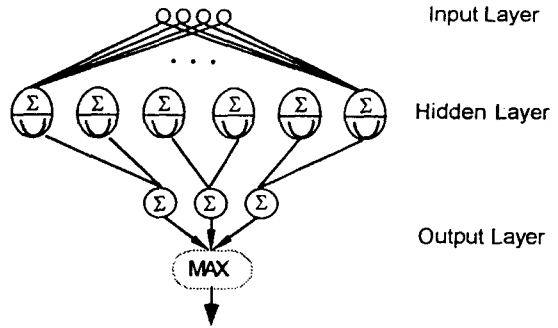 Input Layer
. . .
Σ Σ Σ Σ Σ Σ
Hidden Layer
Σ Σ Σ
Output Layer
MAX